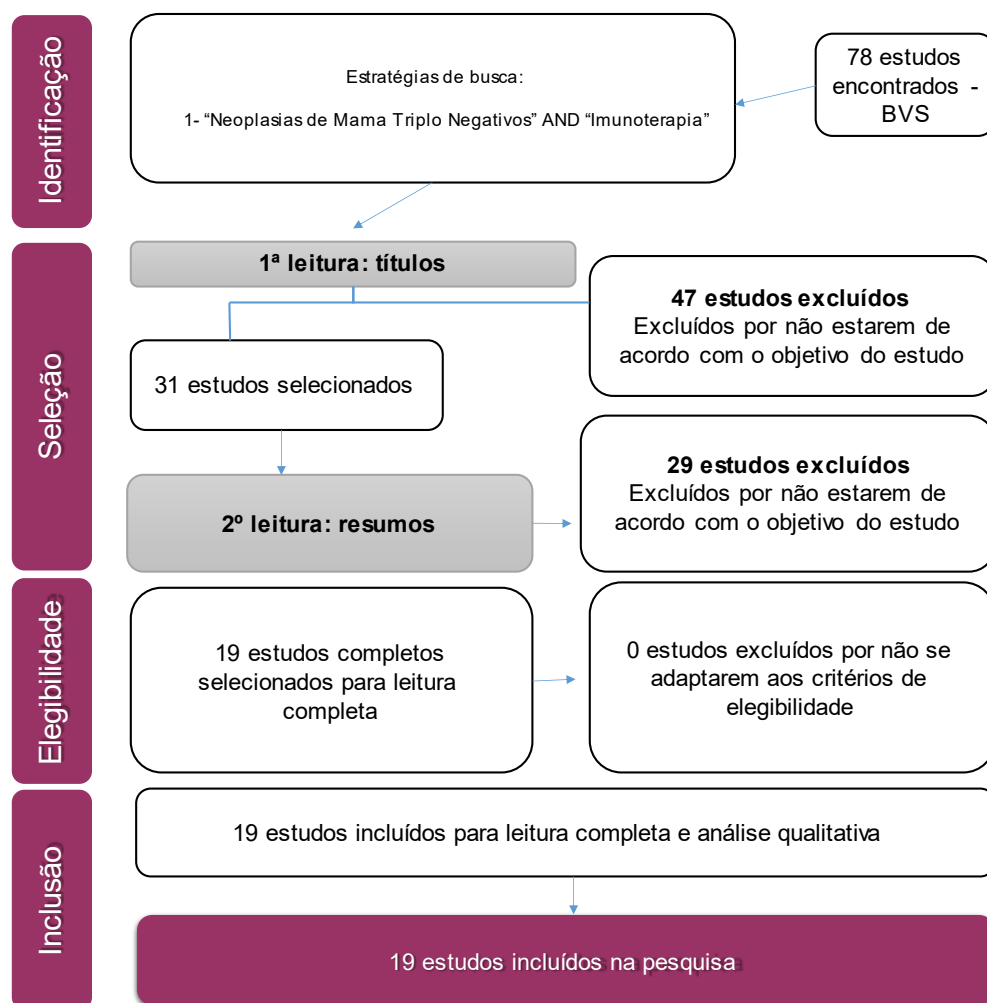 Identificação
Estratégias de busca:
1- “Neoplasias de Mama Triplo Negativos” AND “Imunoterapia”
78 estudos
encontrados -
BVS
Seleção
1ª leitura: títulos
47 estudos excluídos
Excluídos por não estarem de
acordo com o objetivo do estudo
31 estudos selecionados
2º leitura: resumos
29 estudos excluídos
Excluídos por não estarem de
acordo com o objetivo do estudo
Elegibilidade
19 estudos completos
selecionados para leitura
completa
0 estudos excluídos por não se
adaptarem aos critérios de
elegibilidade
Inclusão
19 estudos incluídos para leitura completa e análise qualitativa
19 estudos incluídos na pesquisa